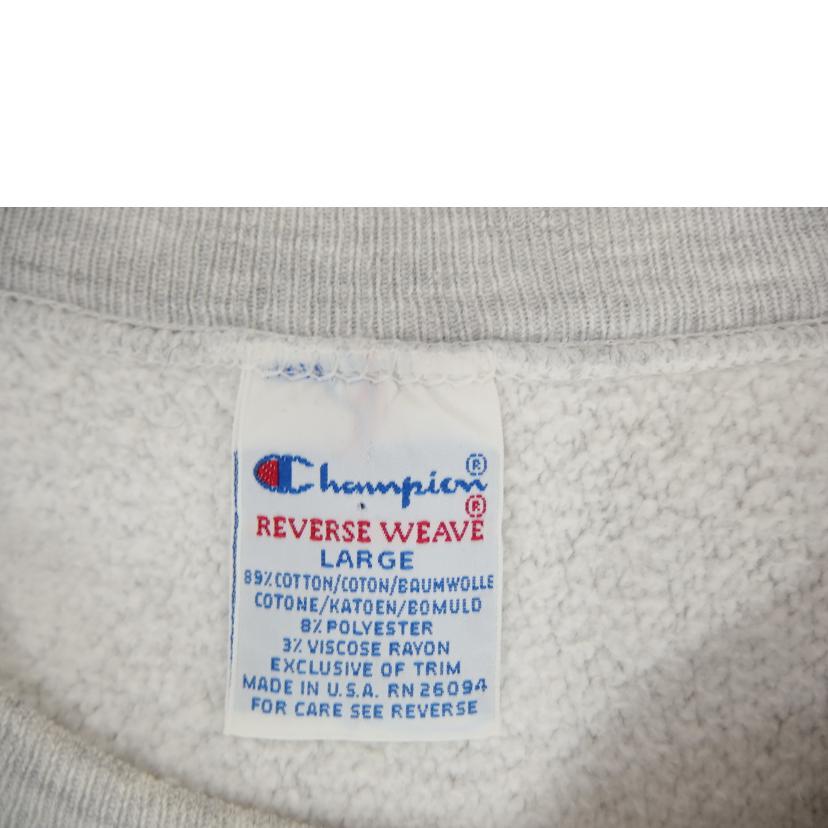 Champion®
®
REVERSE WEAVE
LARGE
89% COTTON/COTON/BAUMWOLLE
COTONE/KATOEN/BOMULD
8% POLYESTER
3% VISCOSE RAYON
EXCLUSIVE OF TRIM
MADE IN U.S.A. RN 26094
FOR CARE SEE REVERSE